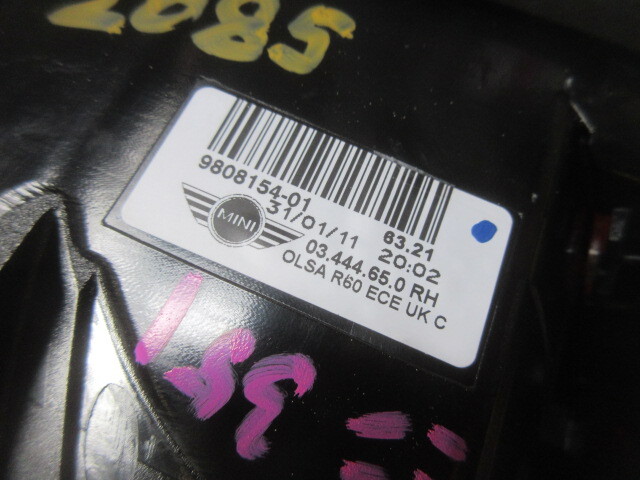 2085
9808154-01 63.21
31/01/11 20:02
MINI
03.444.65.0 RH
OLSA R60 ECE UK C